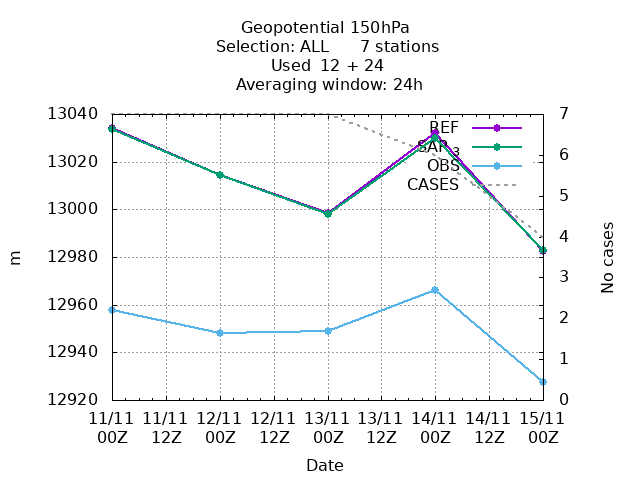 Geopotential 150hPa
Selection: ALL      7 stations
Used  12 + 24
Averaging window: 24h
13040
13020
13000
12980
12960
12940
12920
m
7
6
5
4
3
2
1
0
No cases
REF
OBS
CASES
11/11 11/11 12/11 12/11 13/11 13/11 14/11 14/11 15/11
00Z 12Z 00Z 12Z 00Z 12Z 00Z 12Z 00Z
Date